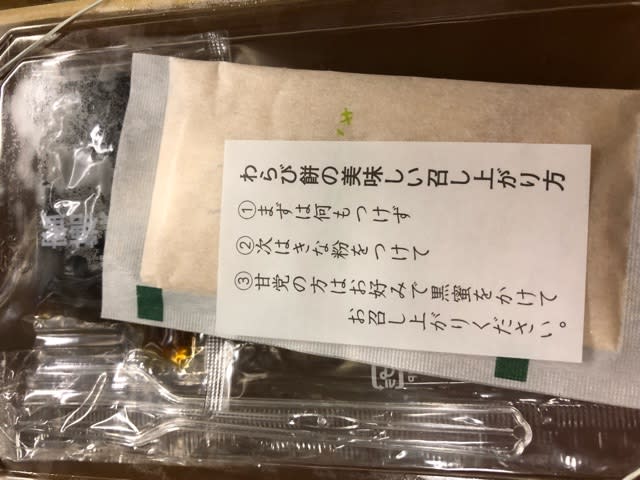 わらび餅の美味しい召し上がり方
①まずは何もつけず
②次はきな粉をつけて
③甘党の方はお好みで黒蜜をかけて
お召し上がりください。